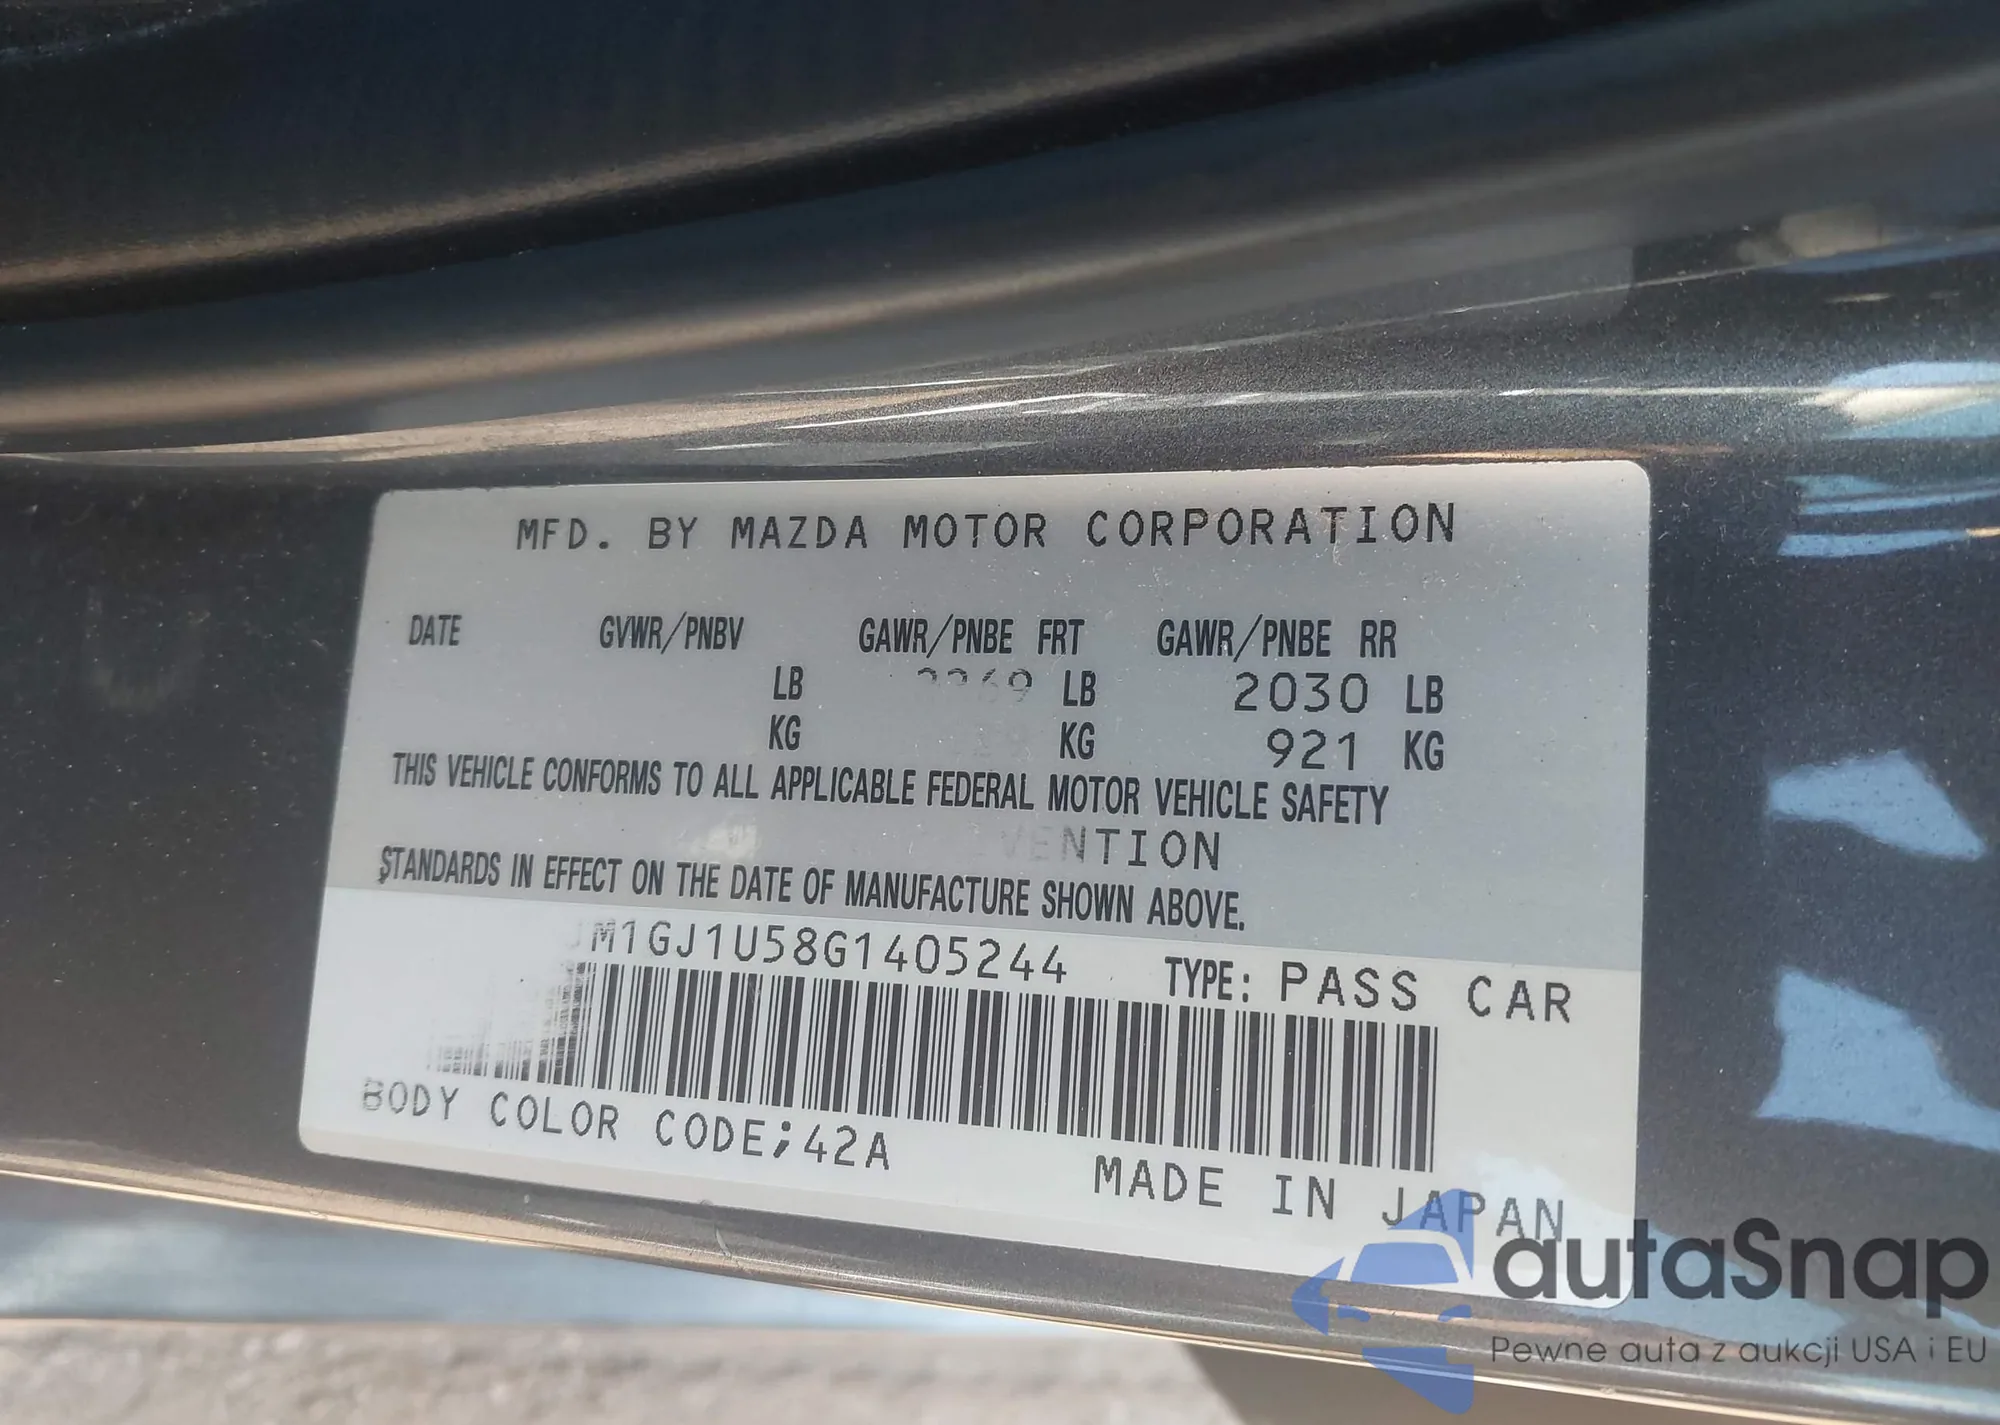 MFD. BY MAZDA MOTOR CORPORATION
DATE GVWR/PNBV GAWR/PNBE FRT GAWR/PNBE RR
LB LB 2030 LB
KG KG 921 KG
THIS VEHICLE CONFORMS TO ALL APPLICABLE FEDERAL MOTOR VEHICLE SAFETY
STANDARDS IN EFFECT ON THE DATE OF MANUFACTURE SHOWN ABOVE.
JM1GJ1U58G1405244 TYPE: PASS CAR
BODY COLOR CODE;42A
MADE IN JAPAN
autaSnap
Pewne auta z aukcji USA i EU